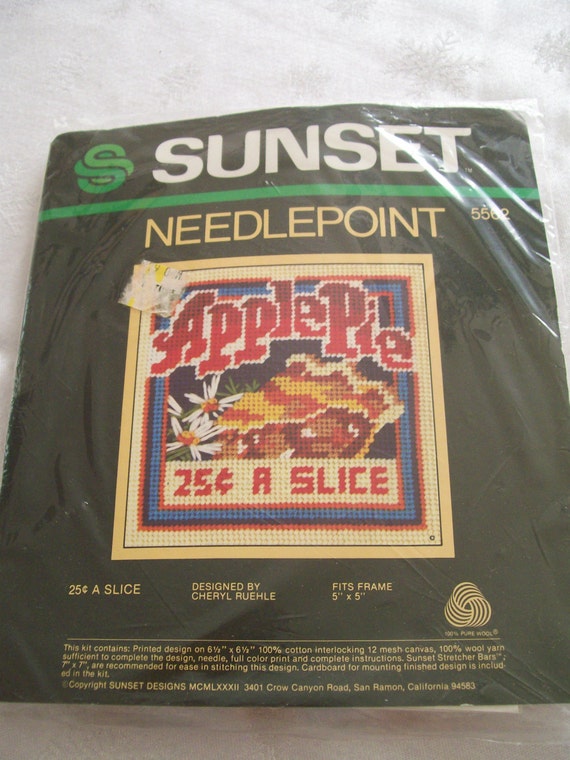 SUNSET™
NEEDLEPOINT 5562
Apple Pie
25¢ A SLICE
25¢ A SLICE
DESIGNED BY
CHERYL RUEHLE
FITS FRAME
5" x 5"
100% PURE WOOL®
This kit contains: Printed design on 6½" x 6½" 100% cotton interlocking 12 mesh canvas, 100% wool yarn
sufficient to complete the design, needle, full color print and complete instructions. Sunset Stretcher Bars™,
7" x 7", are recommended for ease in stitching this design. Cardboard for mounting finished design is includ-
ed in the kit.
©Copyright SUNSET DESIGNS MCMLXXXII 3401 Crow Canyon Road, San Ramon, California 94583